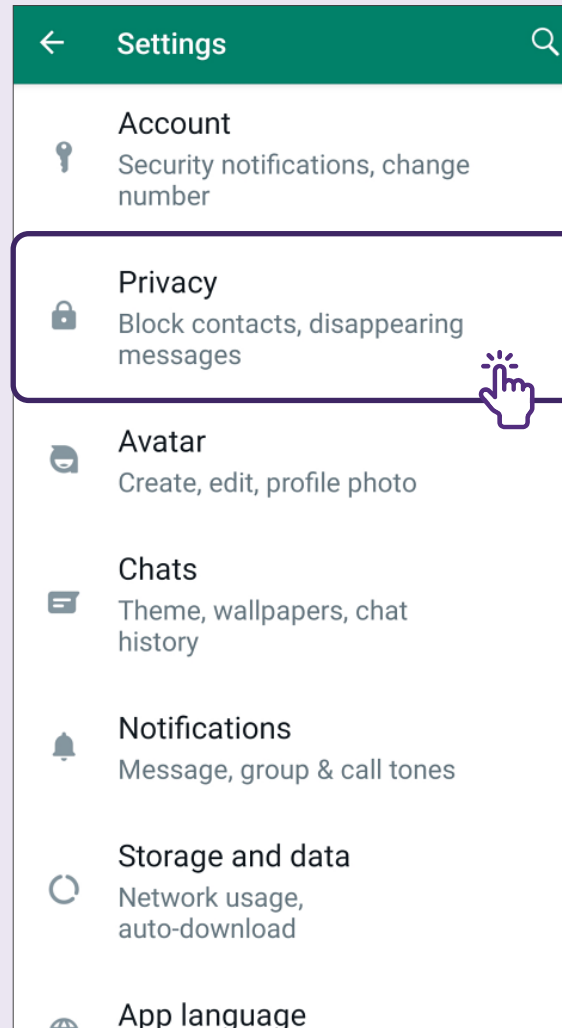 Settings
Account
Security notifications, change
number
Privacy
Block contacts, disappearing
messages
Avatar
Create, edit, profile photo
Chats
Theme, wallpapers, chat
history
Notifications
Message, group & call tones
Storage and data
Network usage,
auto-download
App language